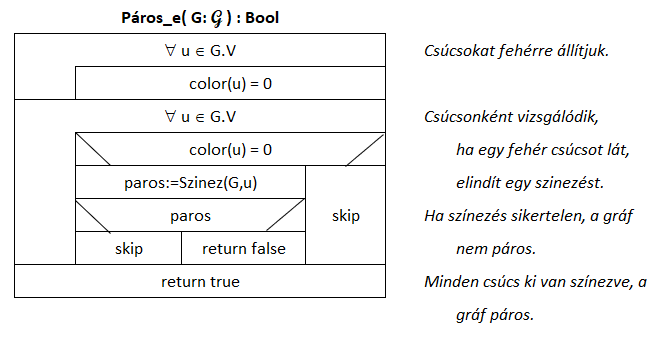 Páros_e( G: 𝓖 ) : Bool
∀ u ∈ G.V
Csúcsokat fehérre állítjuk.
color(u) = 0
∀ u ∈ G.V
Csúcsonként vizsgálódik,
color(u) = 0
ha egy fehér csúcsot lát,
paros:=Szinez(G,u)
elindít egy szinezést.
paros
skip
Ha színezés sikertelen, a gráf
skip
return false
nem páros.
return true
Minden csúcs ki van színezve, a
gráf páros.